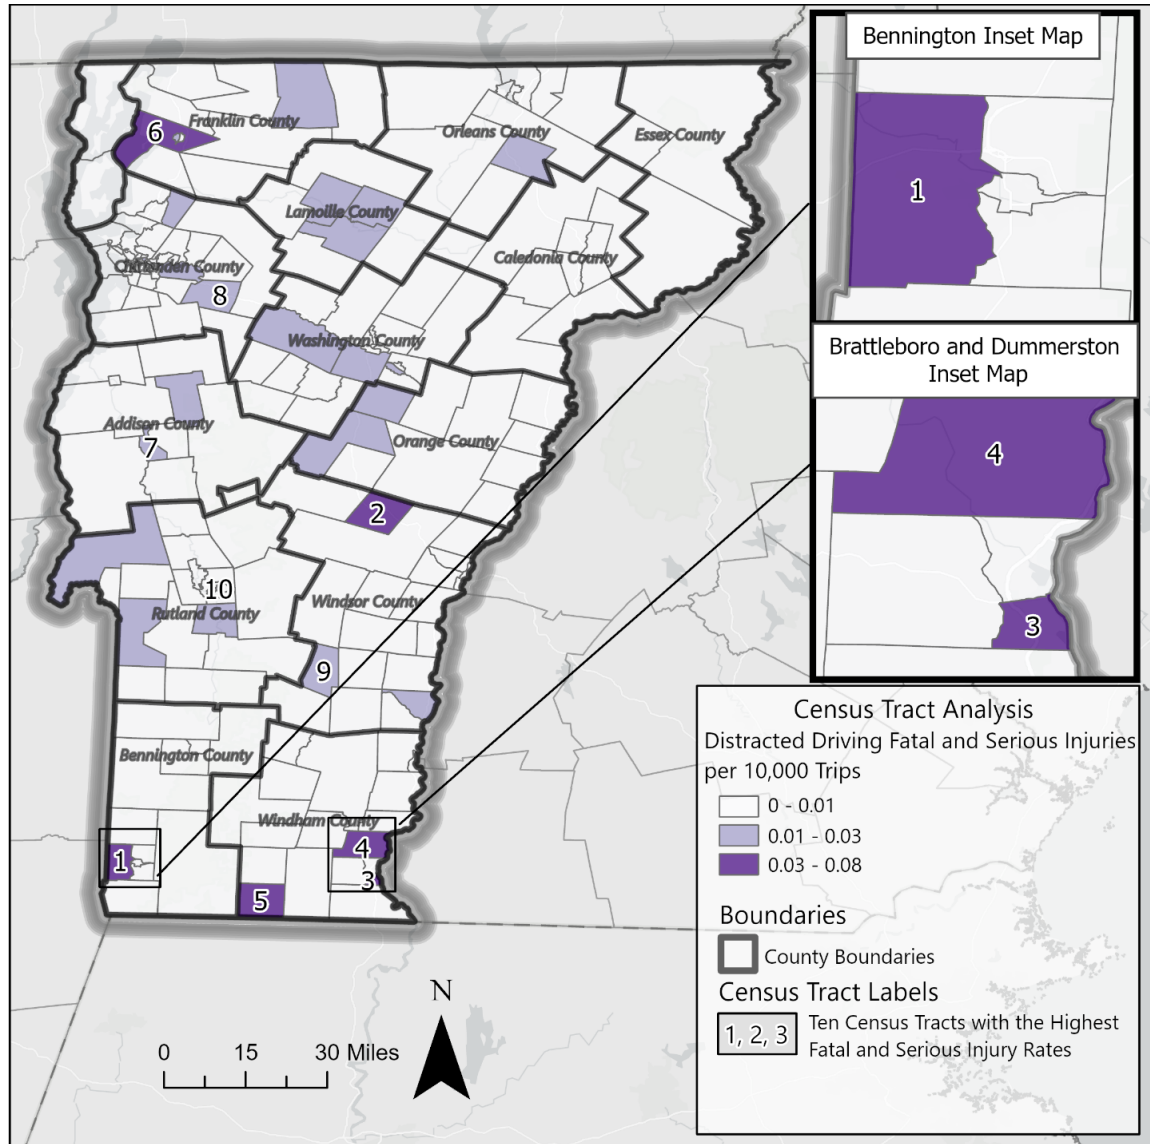 Bennington Inset Map
1
Brattleboro and Dummerston
Inset Map
4
3
Franklin County
6
Orleans County
Essex County
Lamoille County
Chittenden County
Caledonia County
8
Washington County
Addison County
7
Orange County
2
10
Rutland County
Windsor County
9
Bennington County
Windham County
1
4
3
5
Census Tract Analysis
Distracted Driving Fatal and Serious Injuries
per 10,000 Trips
0 - 0.01
0.01 - 0.03
0.03 - 0.08
Boundaries
County Boundaries
Census Tract Labels
1, 2, 3
Ten Census Tracts with the Highest
Fatal and Serious Injury Rates
N
0 15 30 Miles